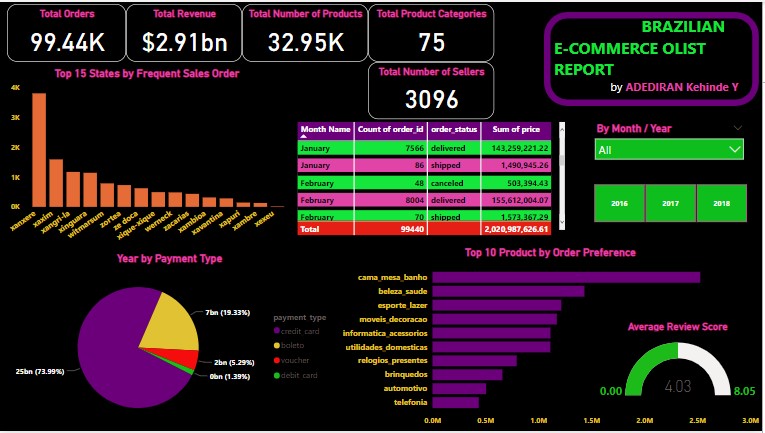 Total Orders
99.44K
Total Revenue
$2.91bn
Total Number of Products
32.95K
Total Product Categories
75
Total Number of Sellers
3096
BRAZILIAN
E-COMMERCE OLIST
REPORT
by ADEDIRAN Kehinde Y
Top 15 States by Frequent Sales Order
4K
3K
2K
1K
0K
xanxere
xaxim
xangri-la
xinguara
witmarsum
zortea
ze doca
xique-xique
werneck
zacarias
xambioa
xavantina
xapuri
xambre
xexeu
Month Name Count of order_id order_status Sum of price
January 7566 delivered 143,259,221.22
January 86 shipped 1,490,945.26
February 48 canceled 503,394.43
February 8004 delivered 155,612,004.07
February 70 shipped 1,573,367.29
Total 99440 2,020,987,626.61
By Month / Year
All
2016 2017 2018
Year by Payment Type
7bn (19.33%)
2bn (5.29%)
0bn (1.39%)
25bn (73.99%)
payment_type
credit_card
boleto
voucher
debit_card
Top 10 Product by Order Preference
cama_mesa_banho
beleza_saude
esporte_lazer
moveis_decoracao
informatica_acessorios
utilidades_domesticas
relogios_presentes
brinquedos
automotivo
telefonia
0.0M 0.5M 1.0M 1.5M 2.0M 2.5M 3.0M
Average Review Score
0.00
4.03
8.05